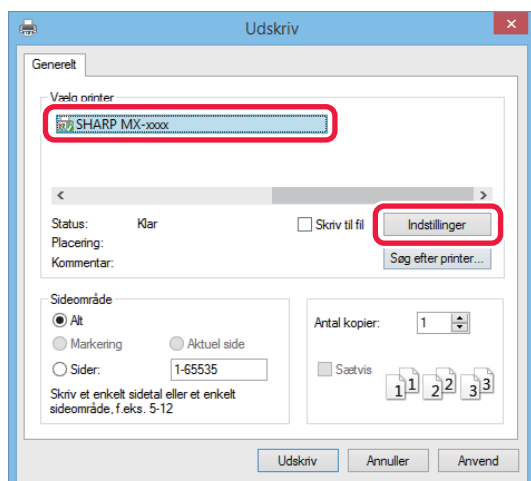 Udskriv
Generelt
Vælg printer
SHARP MX-xxxx
Status: Klar
Skriv til fil
Indstillinger
Placering:
Kommentar:
Søg efter printer...
Sideområde
Alt
Markering
Aktuel side
Sider: 1-65535
Skriv et enkelt sidetal eller et enkelt
sideområde, f.eks. 5-12
Antal kopier: 1
Sætvis
1 1 2 2 3 3
Udskriv
Annuller
Anvend